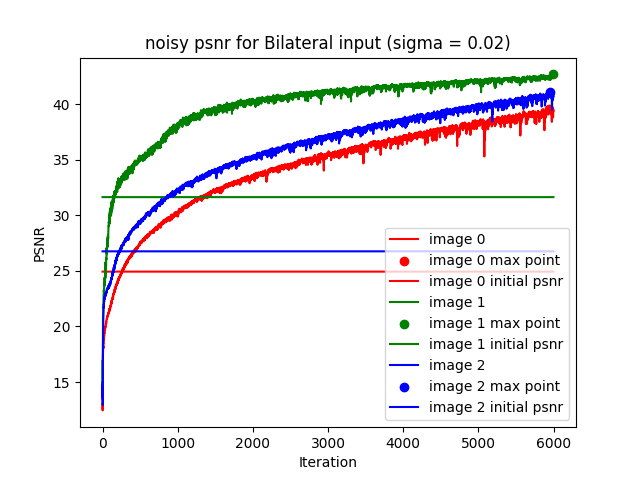 noisy psnr for Bilateral input (sigma = 0.02)
PSNR
40
35
30
25
20
15
image 0
image 0 max point
image 0 initial psnr
image 1
image 1 max point
image 1 initial psnr
image 2
image 2 max point
image 2 initial psnr
0 1000 2000 3000 4000 5000 6000
Iteration